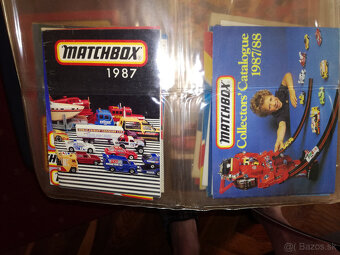 MATCHBOX
1987
MATCHBOX
Collectors' Catalogue
1987/88
Bazos.sk